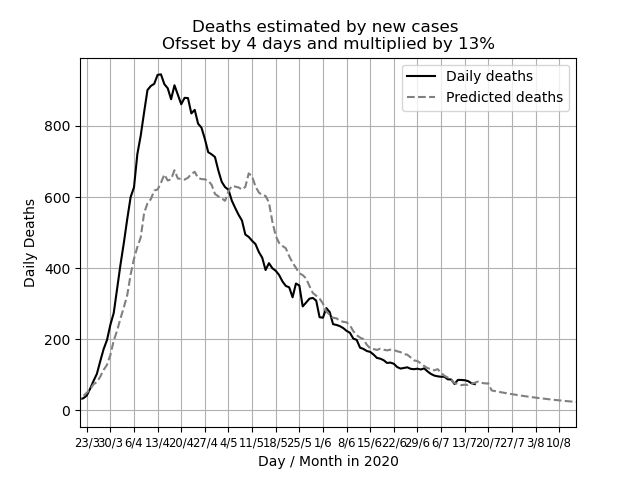 Deaths estimated by new cases
Ofsset by 4 days and multiplied by 13%
Daily deaths
Predicted deaths
Daily Deaths
800
600
400
200
0
23/3 30/3 6/4 13/4 20/4 27/4 4/5 11/5 18/5 25/5 1/6 8/6 15/6 22/6 29/6 6/7 13/7 20/7 27/7 3/8 10/8
Day / Month in 2020